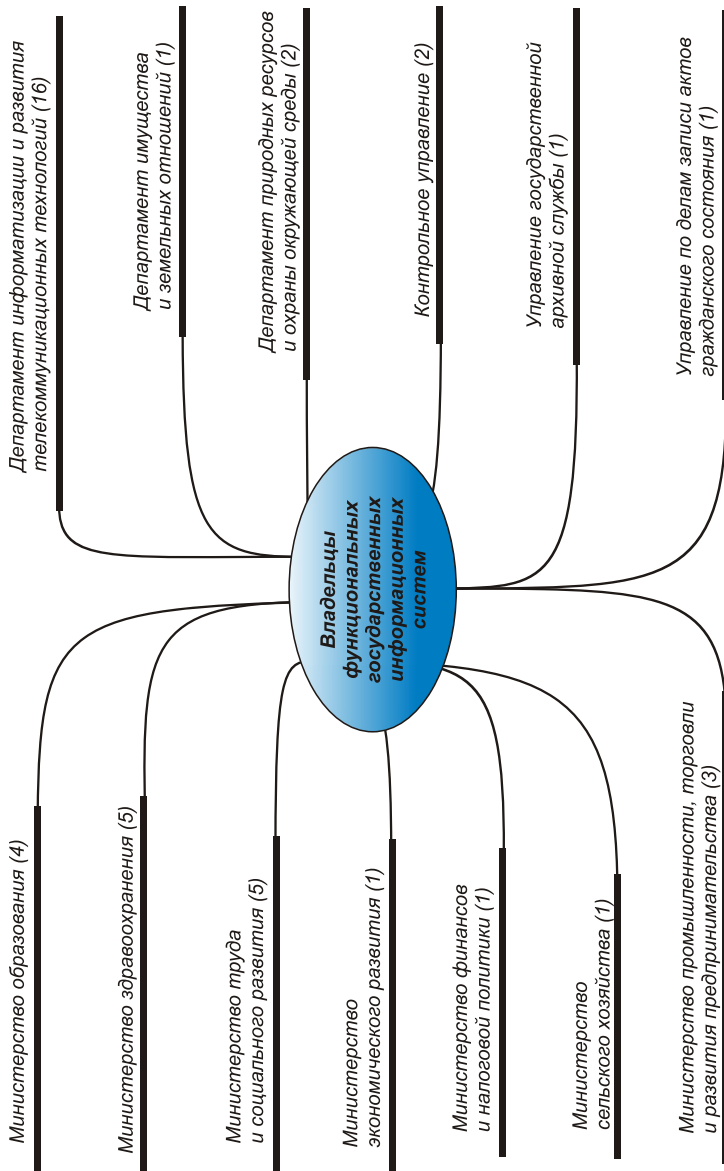 Министерство образования (4)
Министерство здравоохранения (5)
Министерство труда
и социального развития (5)
Министерство
экономического развития (1)
Министерство финансов
и налоговой политики (1)
Министерство
сельского хозяйства (1)
Министерство промышленности, торговли
и развития предпринимательства (3)
Владельцы
функциональных
государственных
информационных
систем
Департамент информатизации и развития
телекоммуникационных технологий (16)
Департамент имущества
и земельных отношений (1)
Департамент природных ресурсов
и охраны окружающей среды (2)
Контрольное управление (2)
Управление государственной
архивной службы (1)
Управление по делам записи актов
гражданского состояния (1)